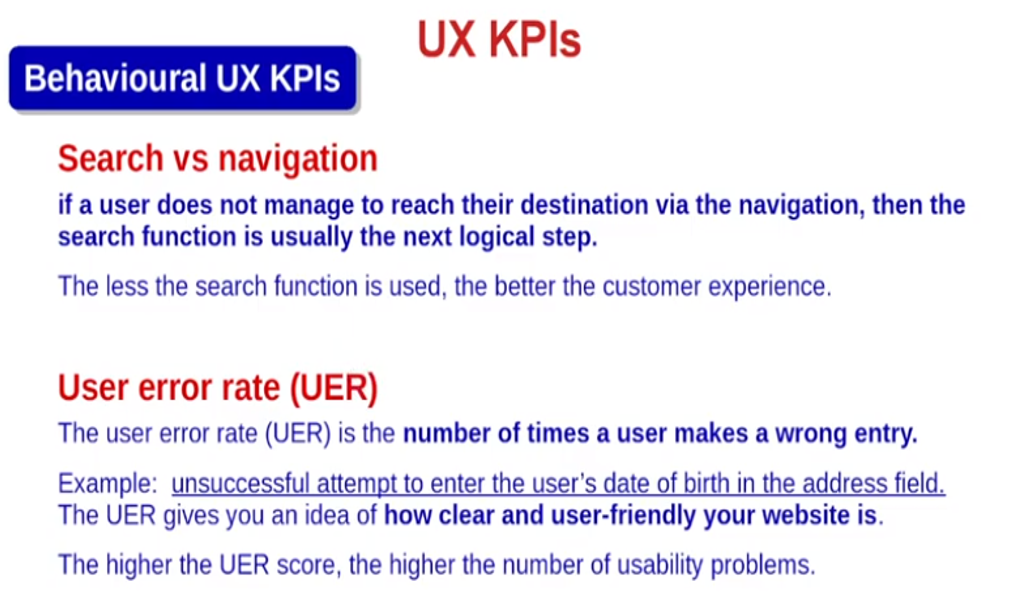 UX KPIs
Behavioural UX KPIs
Search vs navigation
if a user does not manage to reach their destination via the navigation, then the
search function is usually the next logical step.
The less the search function is used, the better the customer experience.
User error rate (UER)
The user error rate (UER) is the number of times a user makes a wrong entry.
Example: unsuccessful attempt to enter the user's date of birth in the address field.
The UER gives you an idea of how clear and user-friendly your website is.
The higher the UER score, the higher the number of usability problems.